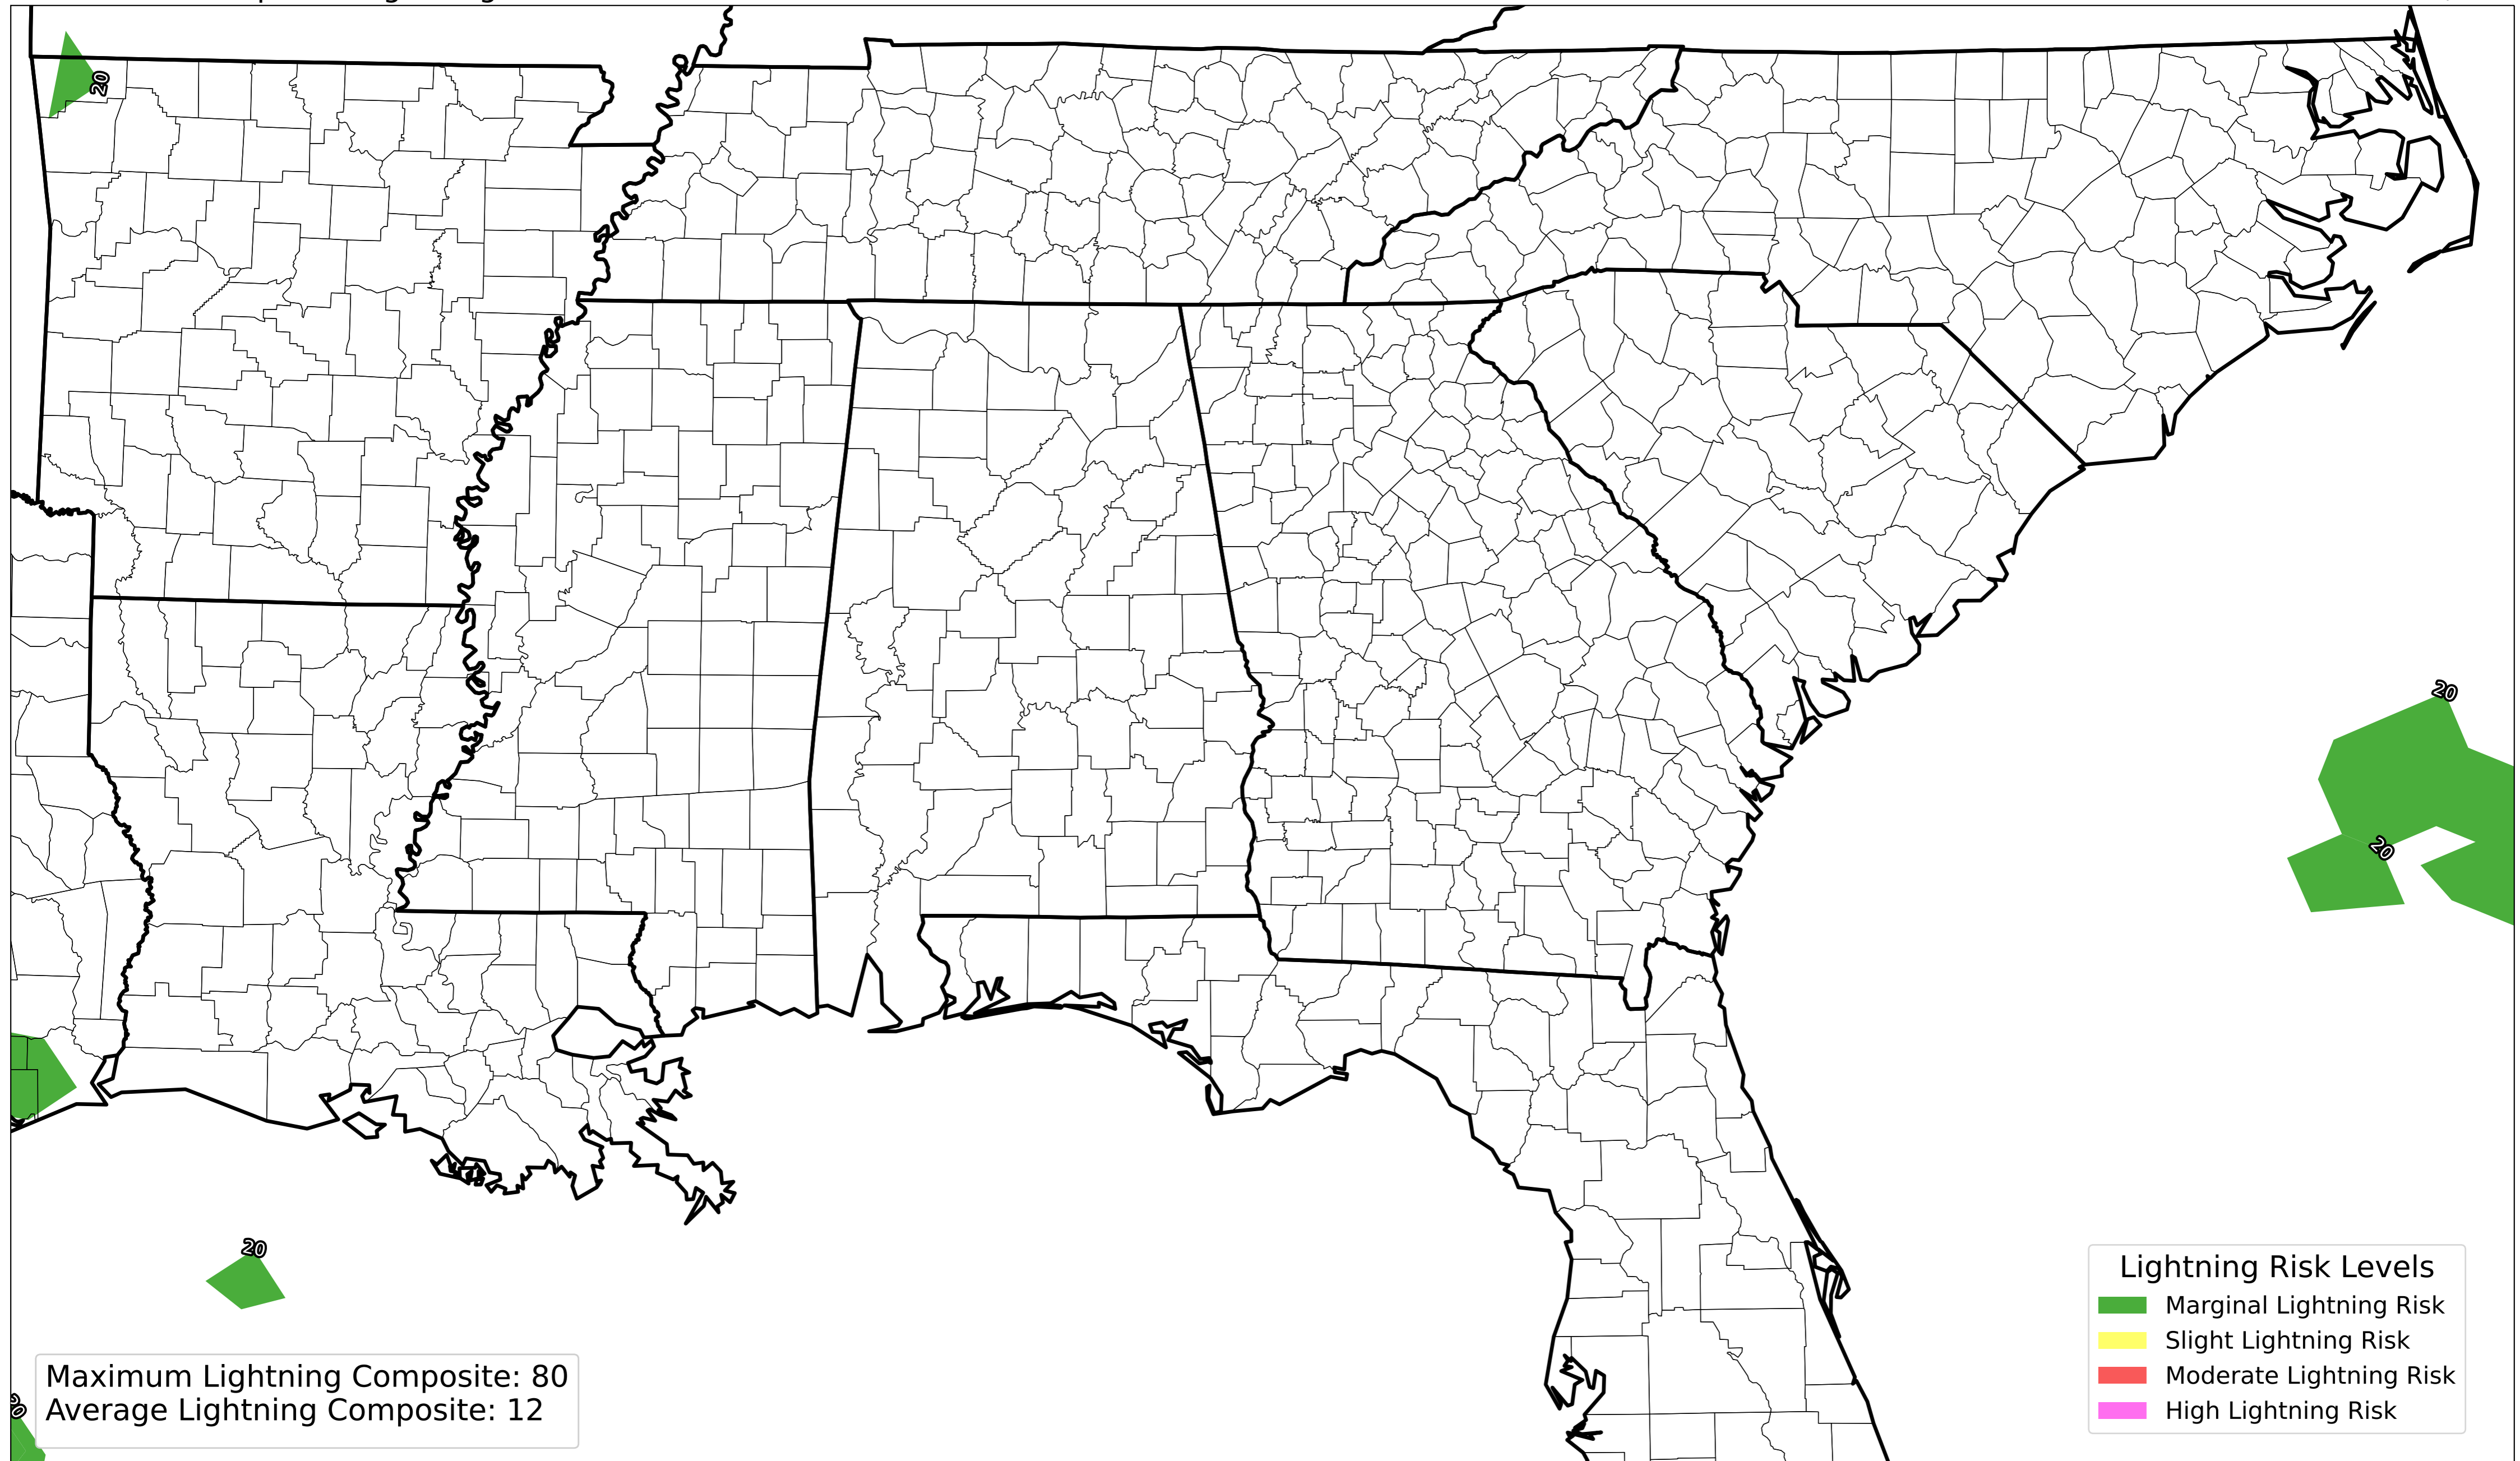 20
20
20
20
Lightning Risk Levels
Marginal Lightning Risk
Slight Lightning Risk
Moderate Lightning Risk
High Lightning Risk
Maximum Lightning Composite: 80
Average Lightning Composite: 12